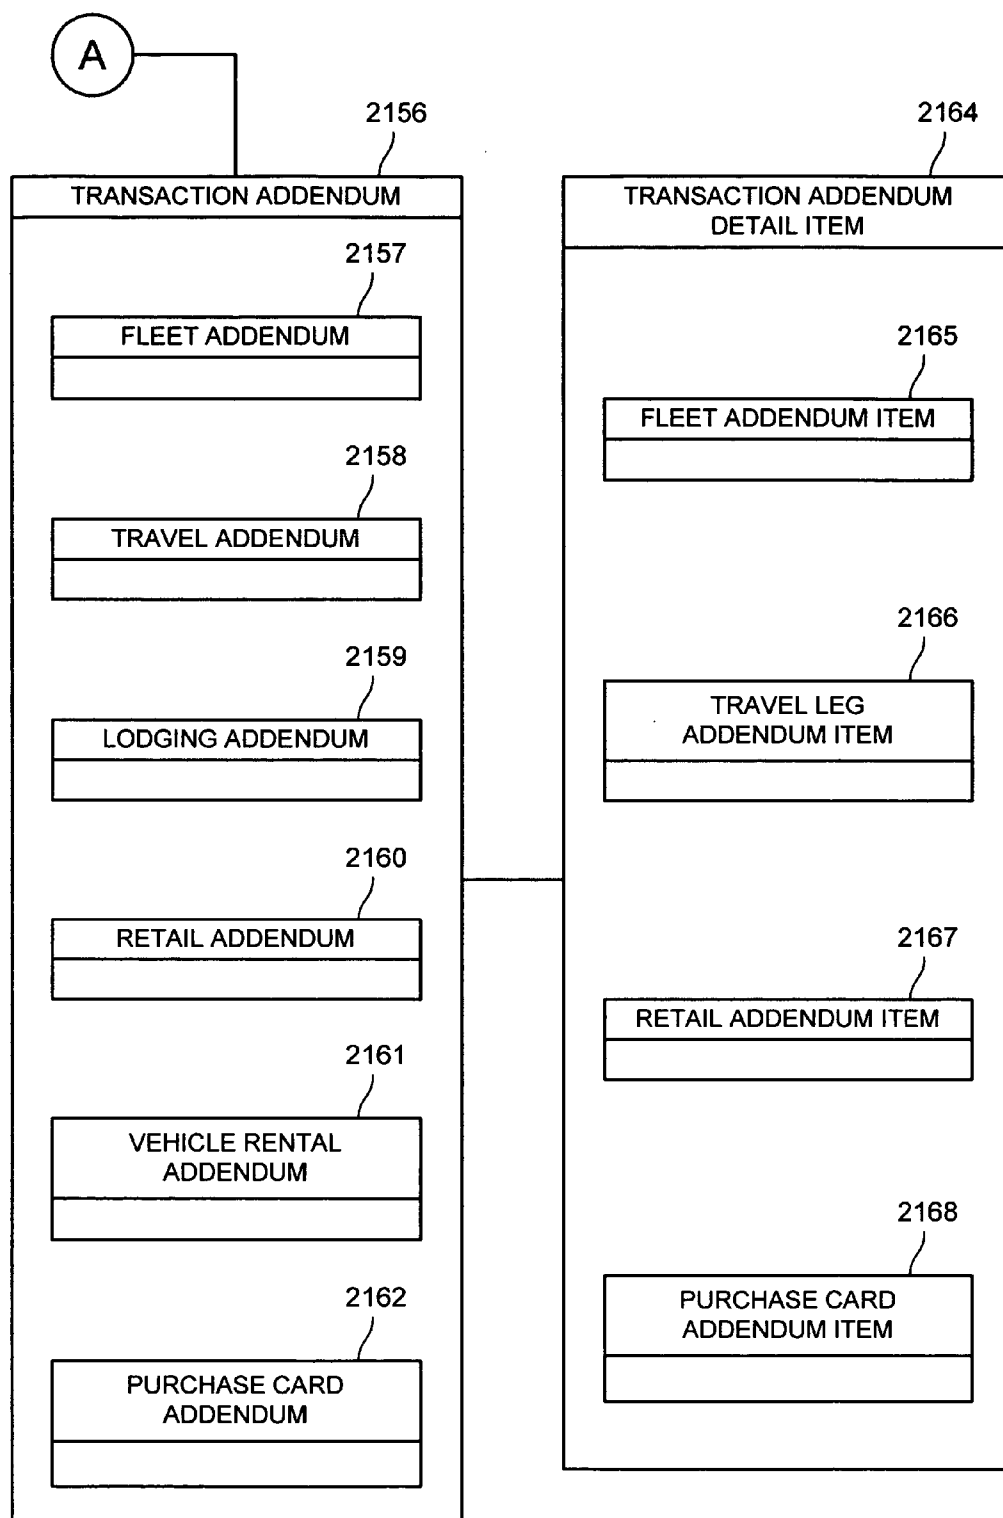 A
2156
TRANSACTION ADDENDUM
2157
FLEET ADDENDUM
2158
TRAVEL ADDENDUM
2159
LODGING ADDENDUM
2160
RETAIL ADDENDUM
2161
VEHICLE RENTAL
ADDENDUM
2162
PURCHASE CARD
ADDENDUM
2164
TRANSACTION ADDENDUM
DETAIL ITEM
2165
FLEET ADDENDUM ITEM
2166
TRAVEL LEG
ADDENDUM ITEM
2167
RETAIL ADDENDUM ITEM
2168
PURCHASE CARD
ADDENDUM ITEM